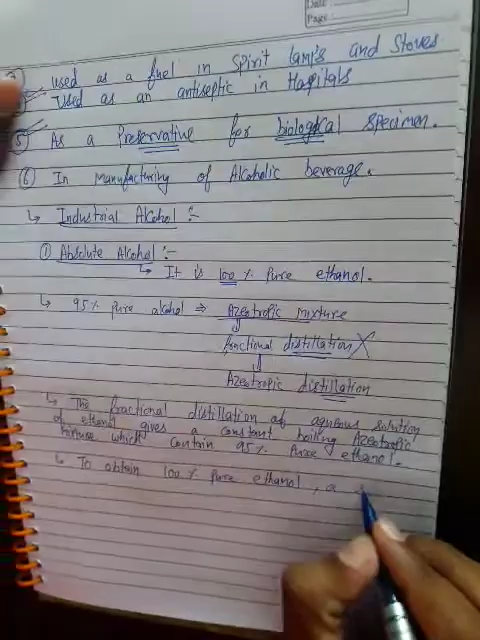 Date
Page
used as a fuel in Spirit lamps and Stoves
Used as an antiseptic in Hospitals
⑤ As a Preservative for biological Specimen.
⑥ In Manufacturing of Alcoholic beverage.
↳ Industrial Alcohol :-
① Absolute Alcohol :-
↳ It is 100 % Pure ethanol.
↳ 95% Pure alcohol ⇒ Azeotropic mixture
fractional distillation X
Azeotropic distillation
↳ The fractional distillation of aqueous solution
of ethanol gives a constant boiling Azeotropic
which contain 95% Pure ethanol.
↳ To obtain 100% Pure ethanol, a